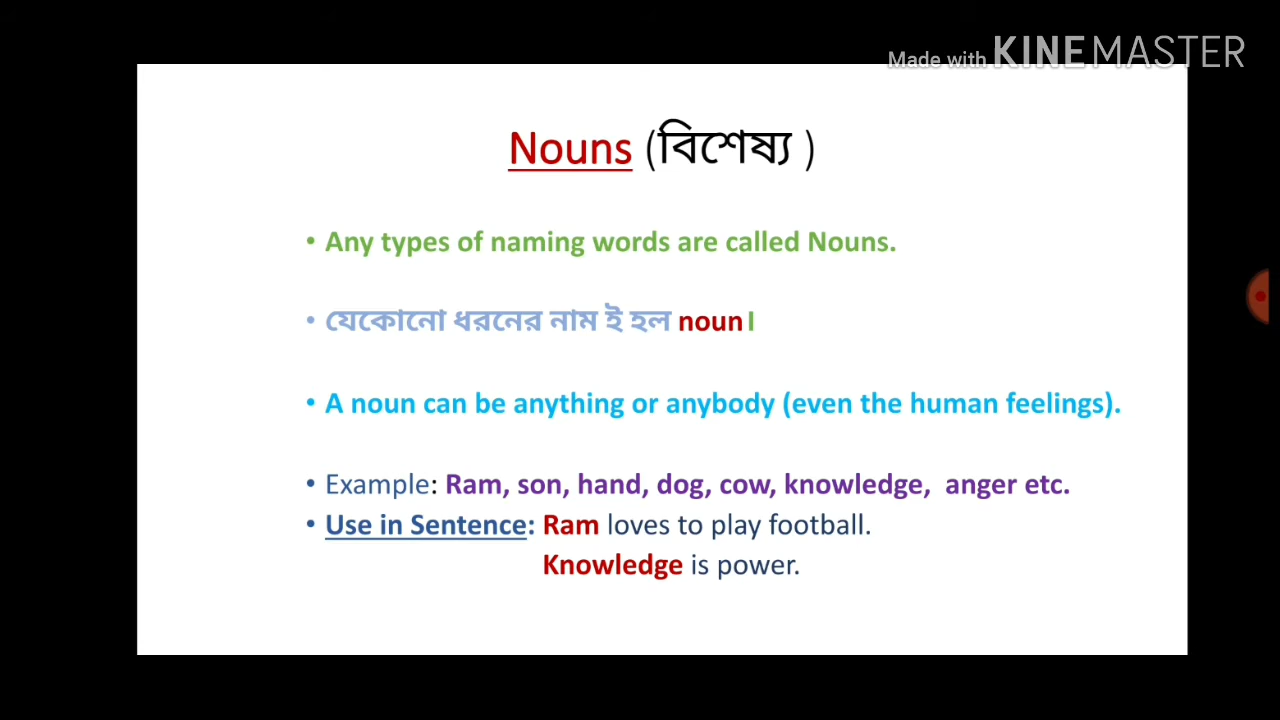 Made with KINEMASTER
Nouns (বিশেষ্য )
• Any types of naming words are called Nouns.
• যেকোনো ধরনের নাম ই হল noun।
• A noun can be anything or anybody (even the human feelings).
• Example: Ram, son, hand, dog, cow, knowledge,  anger etc.
• Use in Sentence: Ram loves to play football.
Knowledge is power.